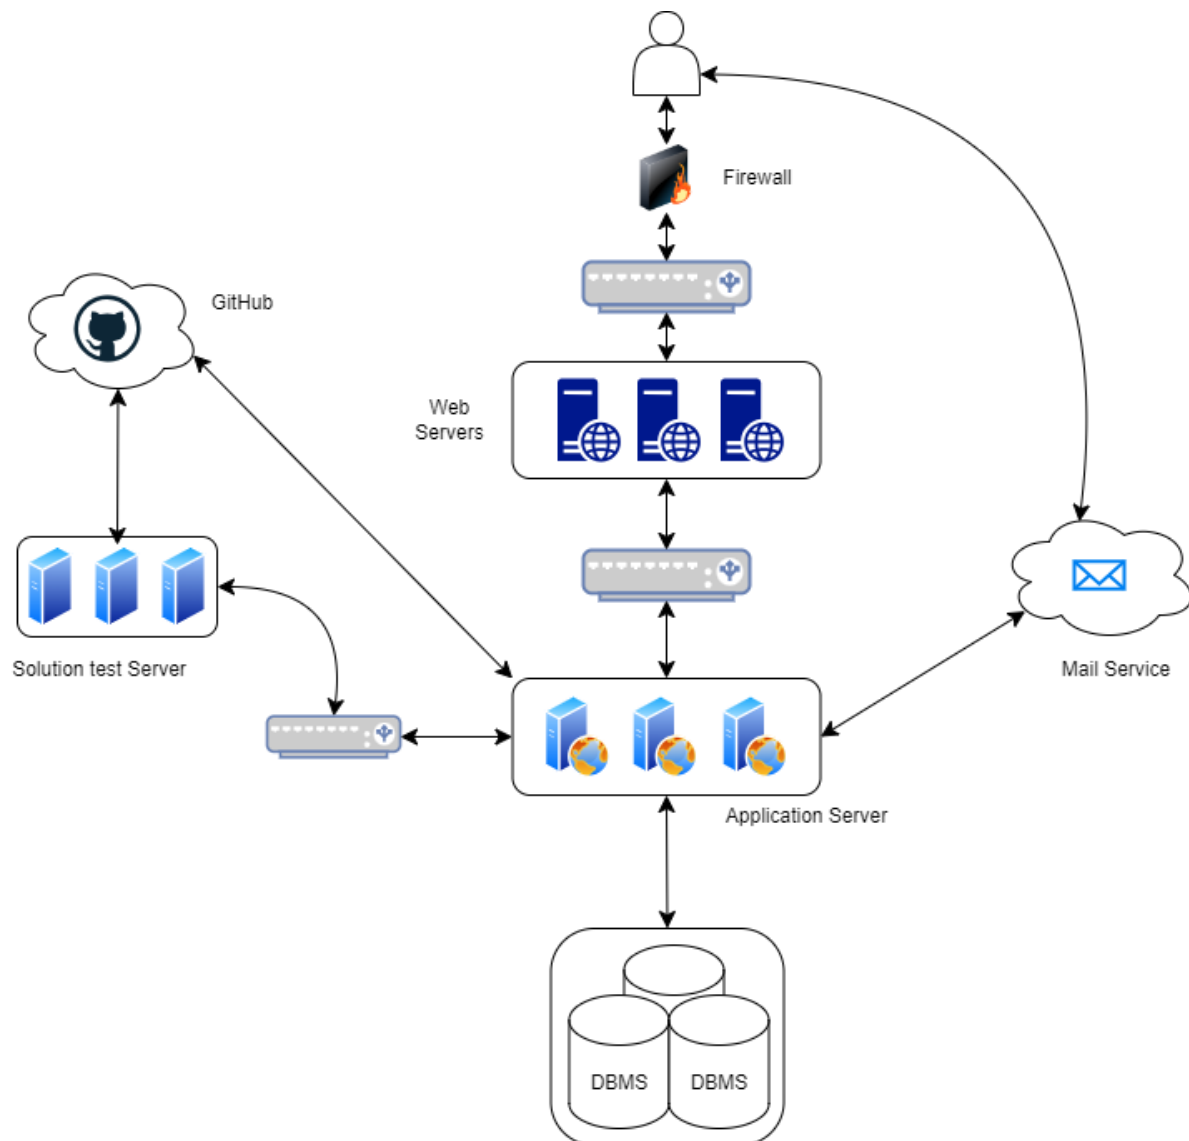 Firewall
GitHub
Web
Servers
Solution test Server
Mail Service
Application Server
DBMS
DBMS